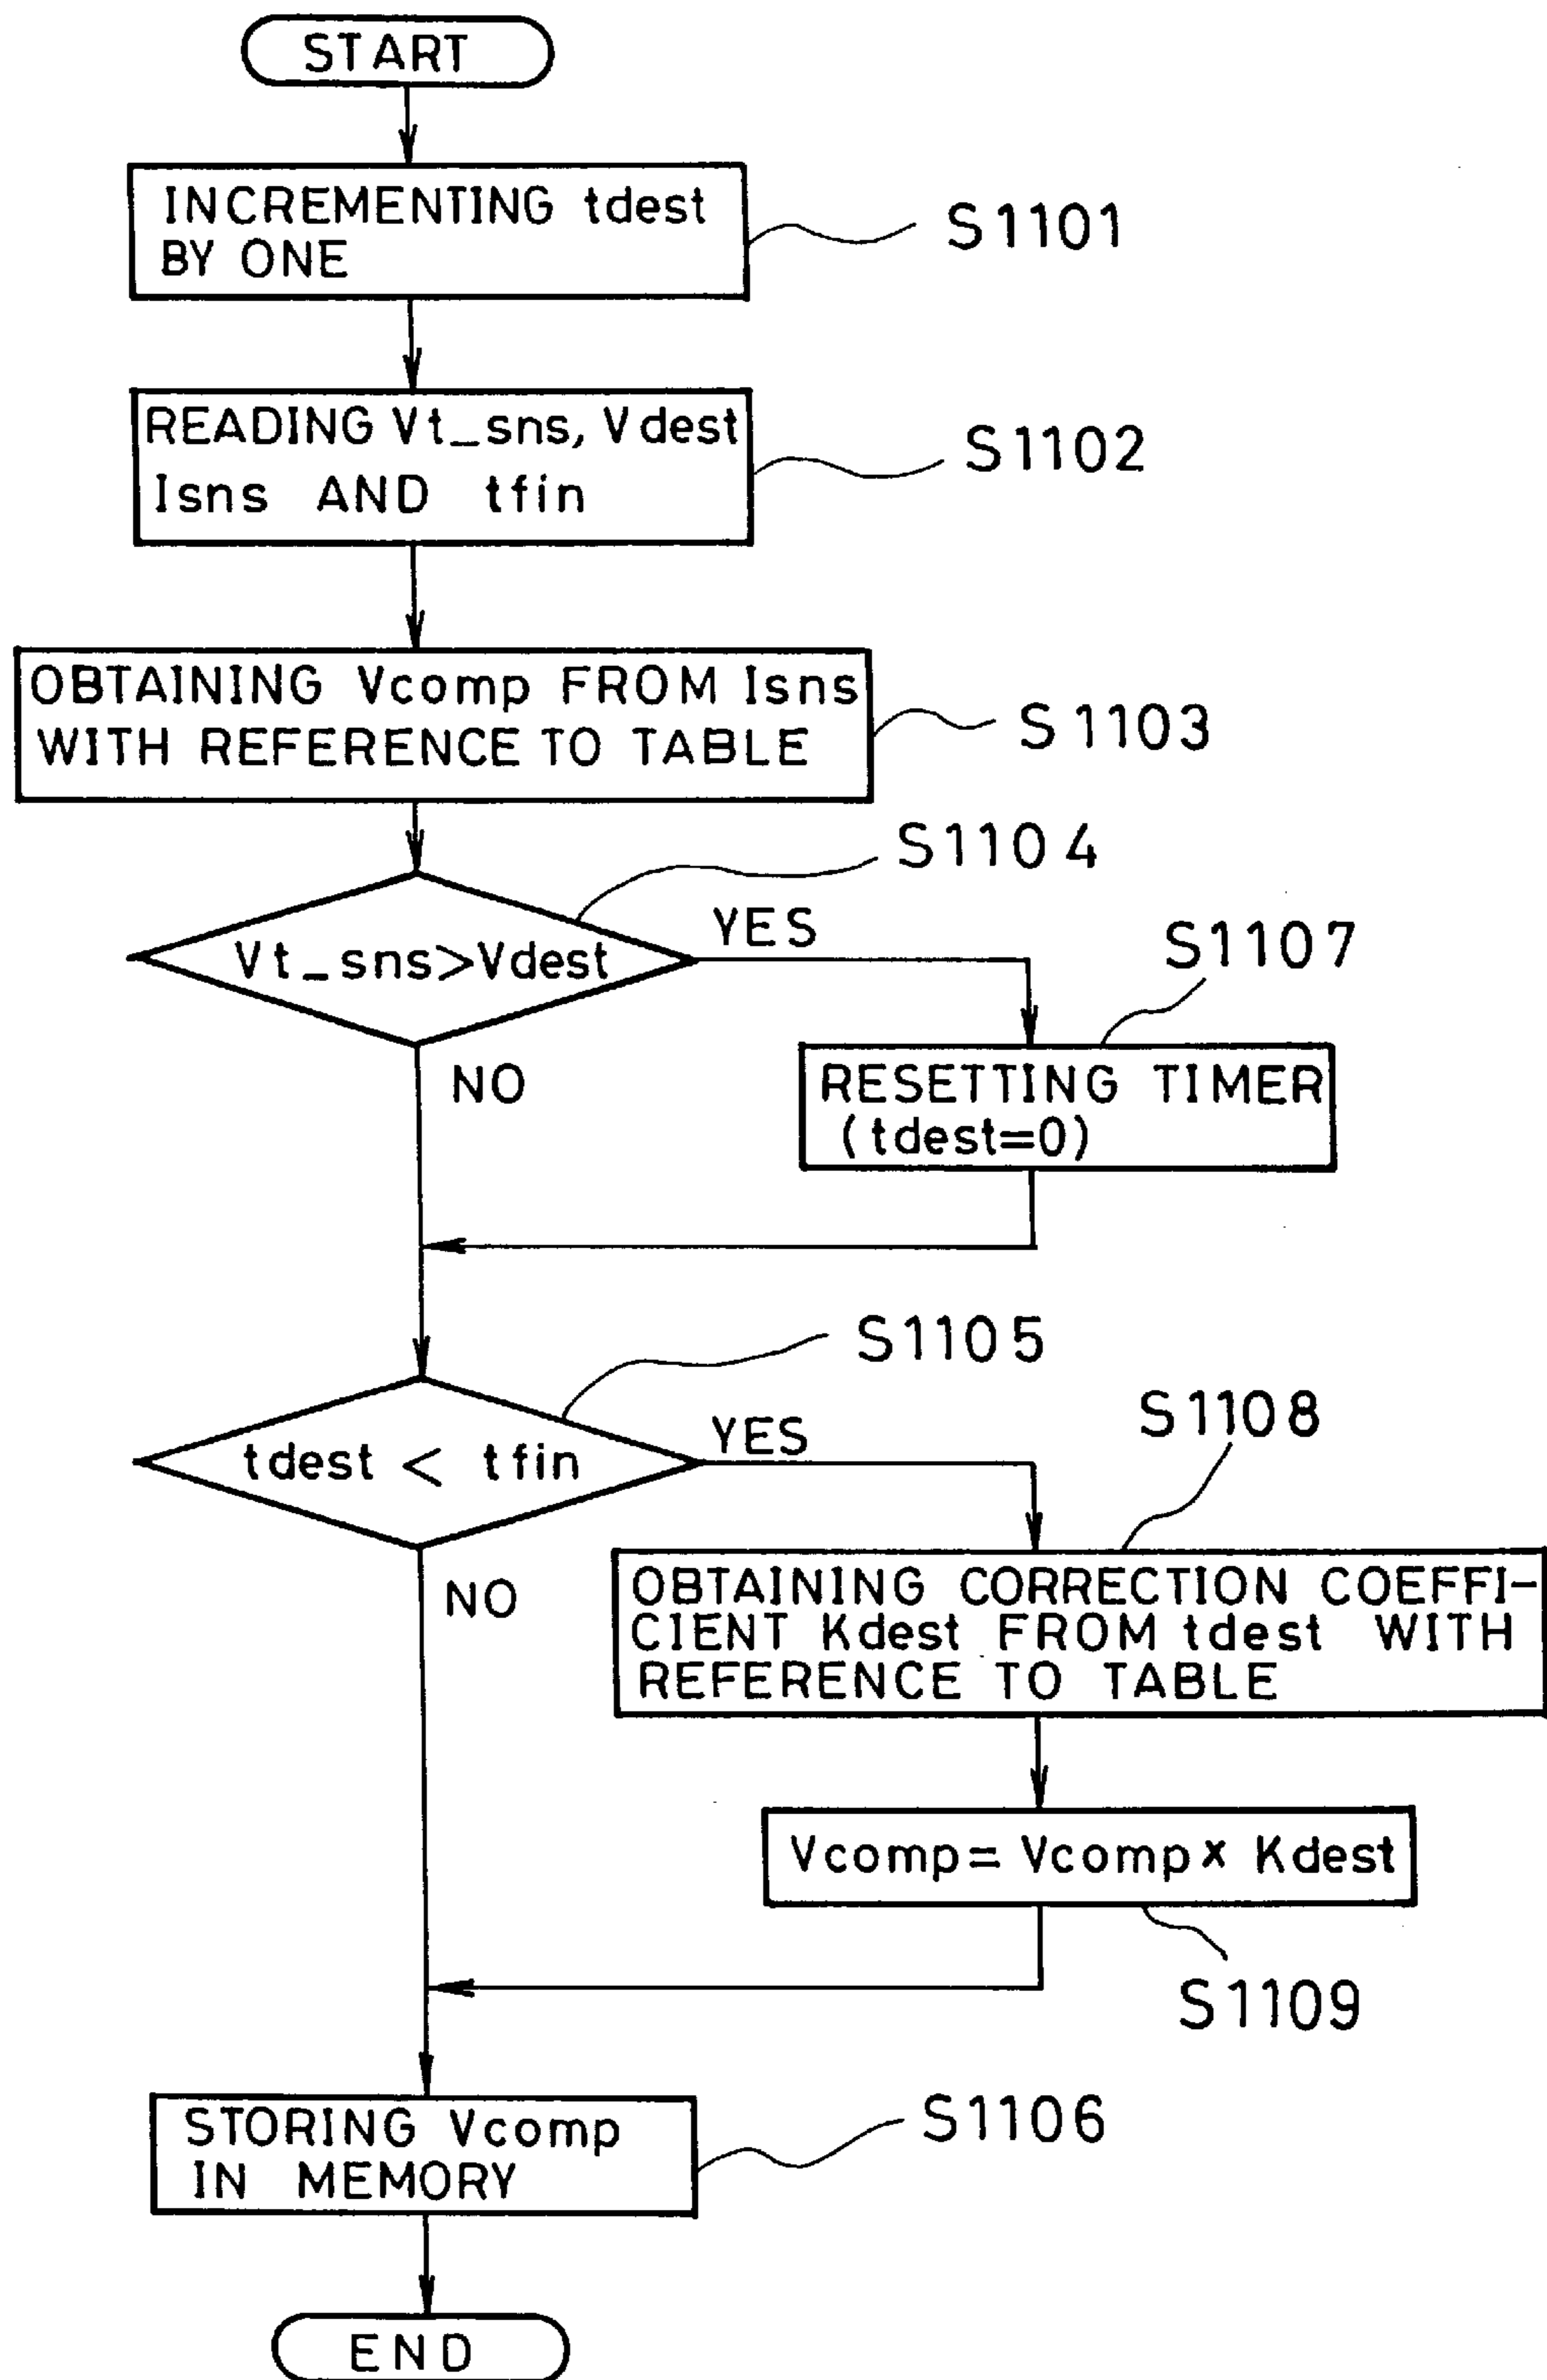 START
INCREMENTING tdest
BY ONE
S1101
READING Vt_sns, Vdest
Isns AND tfin
S1102
OBTAINING Vcomp FROM Isns
WITH REFERENCE TO TABLE
S1103
S1104
Vt_sns>Vdest
YES
NO
S1107
RESETTING TIMER
(tdest=0)
S1105
tdest < tfin
YES
NO
S1108
OBTAINING CORRECTION COEFFI-
CIENT Kdest FROM tdest WITH
REFERENCE TO TABLE
Vcomp = Vcomp x Kdest
S1109
STORING Vcomp
IN MEMORY
S1106
END